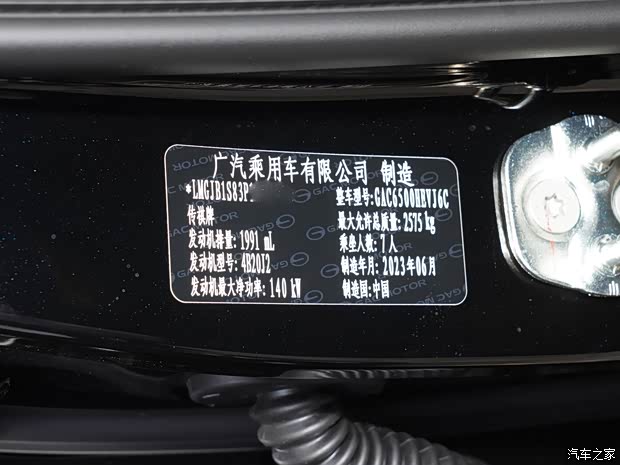 广汽乘用车有限公司 制造
*LMGJB1S83P
整车型号:GAC6500HEVJ6C
传祺牌
最大允许总质量:2575 kg
发动机排量:1991 mL
乘坐人数:7人
发动机型号:4B20J2
制造年月:2023年06月
发动机最大净功率:140 kW
制造国:中国
GAC MOTOR
汽车之家